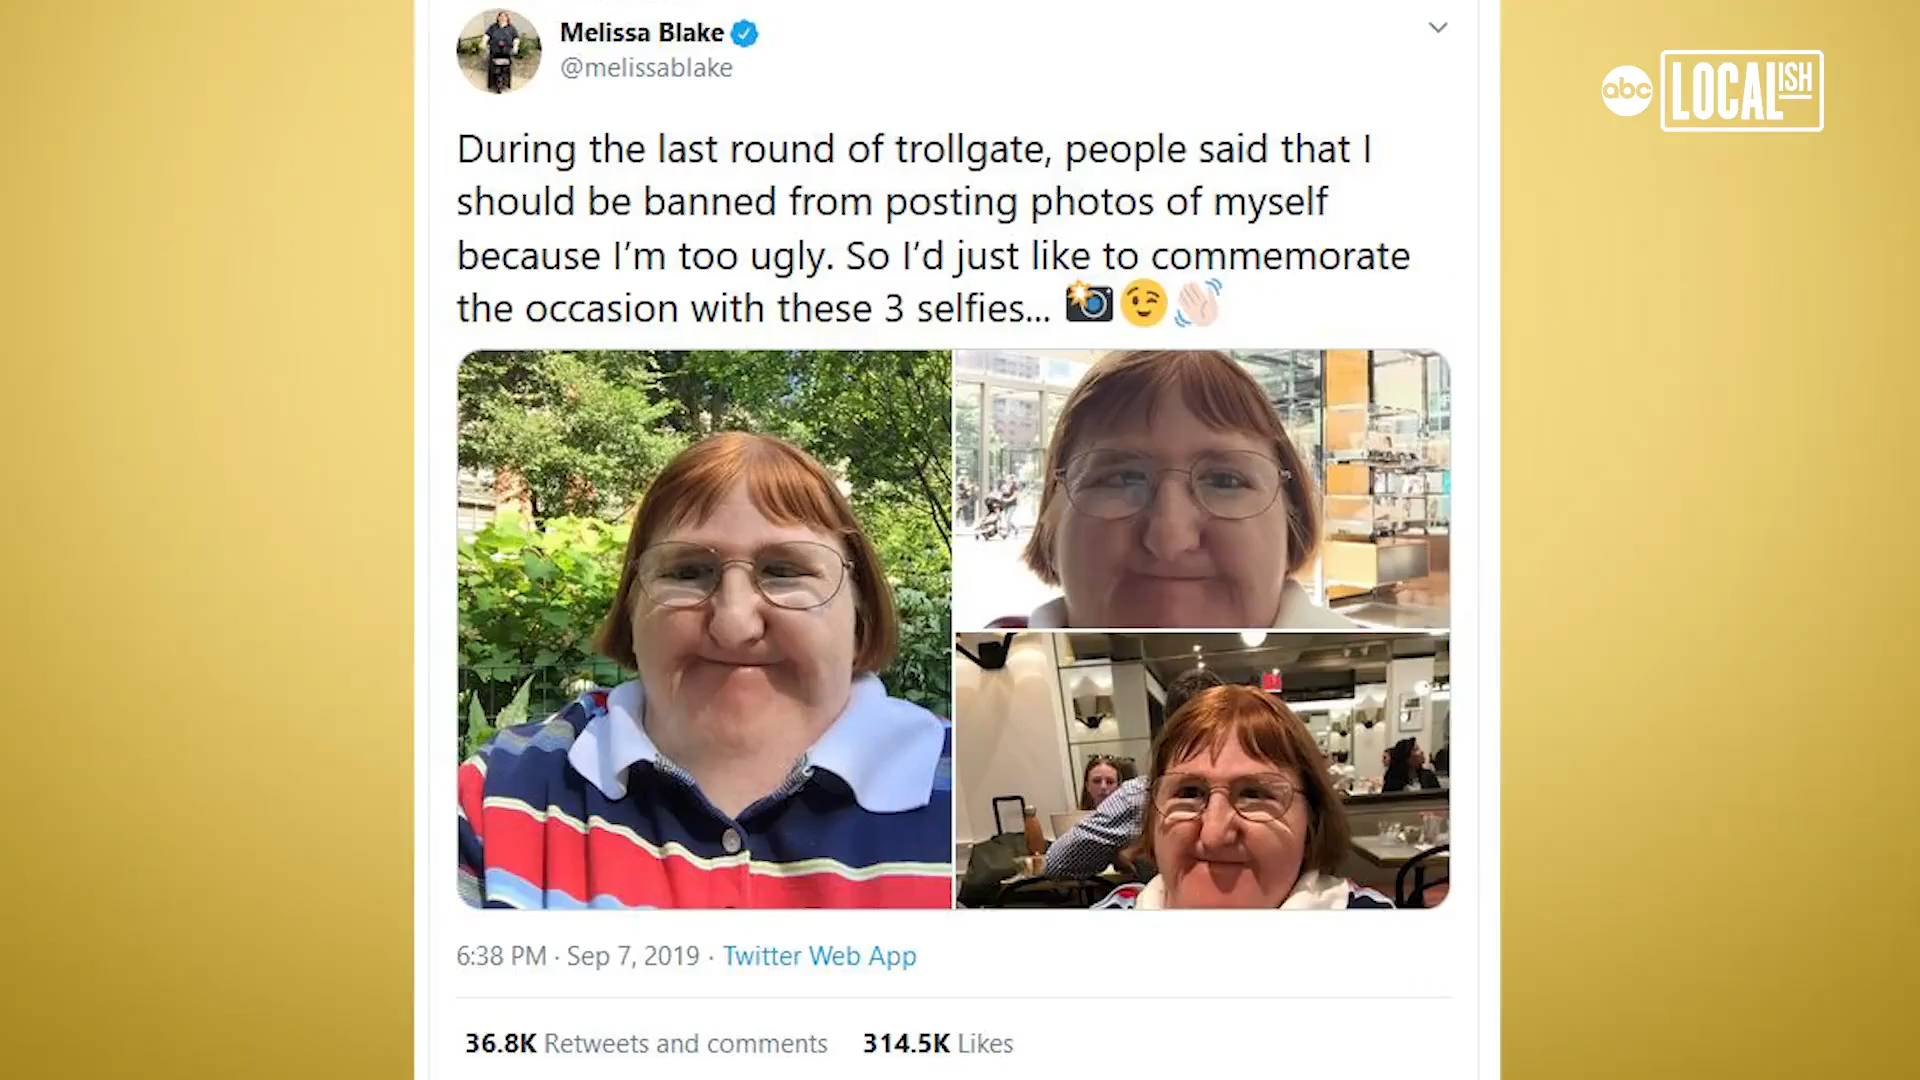 Melissa Blake
@melissablake
abc LOCALISH
During the last round of trollgate, people said that I
should be banned from posting photos of myself
because I’m too ugly. So I’d just like to commemorate
the occasion with these 3 selfies... 📸😉👋🏻
6:38 PM · Sep 7, 2019 · Twitter Web App
36.8K Retweets and comments 314.5K Likes